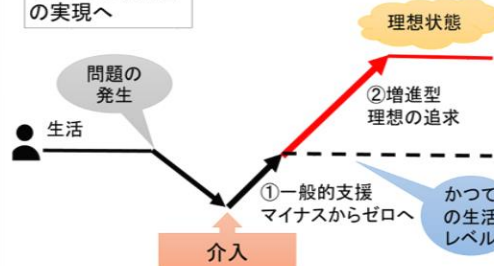 の実現へ
理想状態
問題の
発生
生活
②増進型
理想の追求
①一般的支援
マイナスからゼロへ
かつて
の生活
レベル
介入